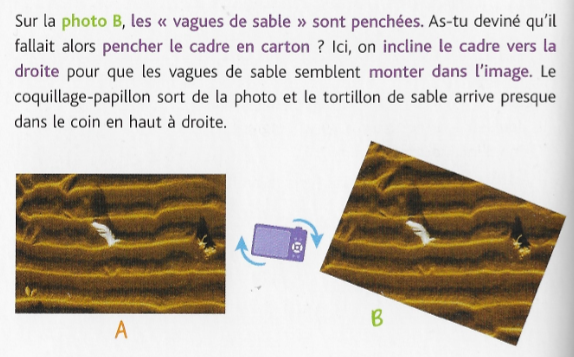 Sur la photo B, les « vagues de sable » sont penchées. As-tu deviné qu'il
fallait alors pencher le cadre en carton ? Ici, on incline le cadre vers la
droite pour que les vagues de sable semblent monter dans l'image. Le
coquillage-papillon sort de la photo et le tortillon de sable arrive presque
dans le coin en haut à droite.
A
B